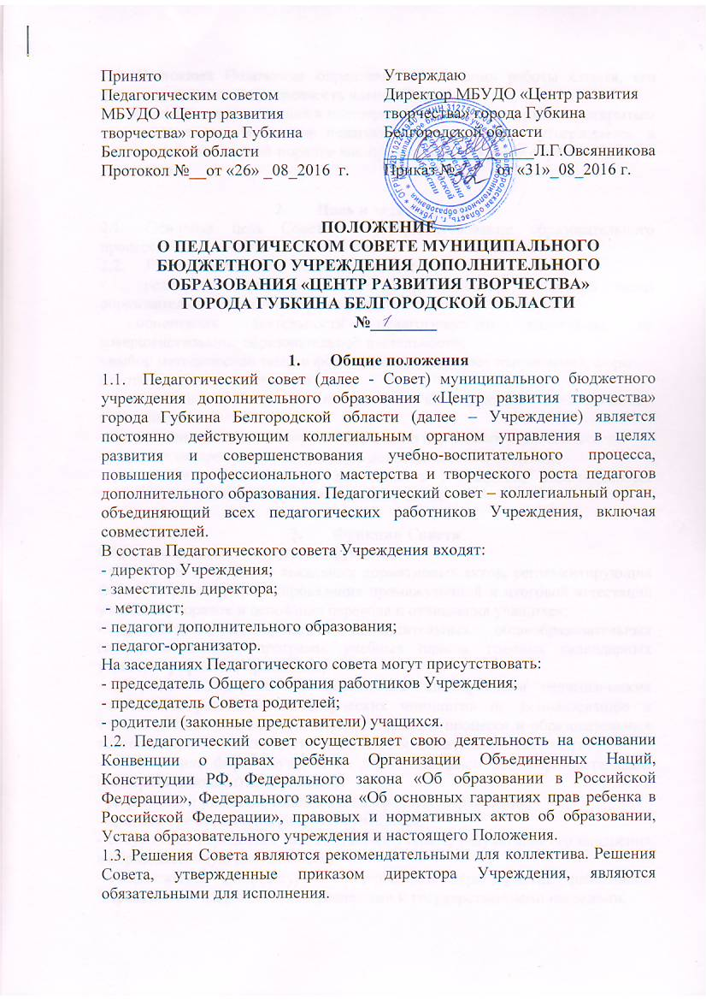 Принято
Педагогическим советом
МБУДО «Центр развития
творчества» города Губкина
Белгородской области
Протокол №__от «26» _08_2016 г.
Утверждаю
Директор МБУДО «Центр развития
творчества» города Губкина
Белгородской области
Л.Г.Овсянникова
Приказ № 32 от «31»_08_2016 г.
ПОЛОЖЕНИЕ
О ПЕДАГОГИЧЕСКОМ СОВЕТЕ МУНИЦИПАЛЬНОГО
БЮДЖЕТНОГО УЧРЕЖДЕНИЯ ДОПОЛНИТЕЛЬНОГО
ОБРАЗОВАНИЯ «ЦЕНТР РАЗВИТИЯ ТВОРЧЕСТВА»
ГОРОДА ГУБКИНА БЕЛГОРОДСКОЙ ОБЛАСТИ
№ 1
1. Общие положения
1.1. Педагогический совет (далее - Совет) муниципального бюджетного
учреждения дополнительного образования «Центр развития творчества»
города Губкина Белгородской области (далее – Учреждение) является
постоянно действующим коллегиальным органом управления в целях
развития и совершенствования учебно-воспитательного процесса,
повышения профессионального мастерства и творческого роста педагогов
дополнительного образования. Педагогический совет – коллегиальный орган,
объединяющий всех педагогических работников Учреждения, включая
совместителей.
В состав Педагогического совета Учреждения входят:
- директор Учреждения;
- заместитель директора;
- методист;
- педагоги дополнительного образования;
- педагог-организатор.
На заседаниях Педагогического совета могут присутствовать:
- председатель Общего собрания работников Учреждения;
- председатель Совета родителей;
- родители (законные представители) учащихся.
1.2. Педагогический совет осуществляет свою деятельность на основании
Конвенции о правах ребёнка Организации Объединенных Наций,
Конституции РФ, Федерального закона «Об образовании в Российской
Федерации», Федерального закона «Об основных гарантиях прав ребенка в
Российской Федерации», правовых и нормативных актов об образовании,
Устава образовательного учреждения и настоящего Положения.
1.3. Решения Совета являются рекомендательными для коллектива. Решения
Совета, утвержденные приказом директора Учреждения, являются
обязательными для исполнения.